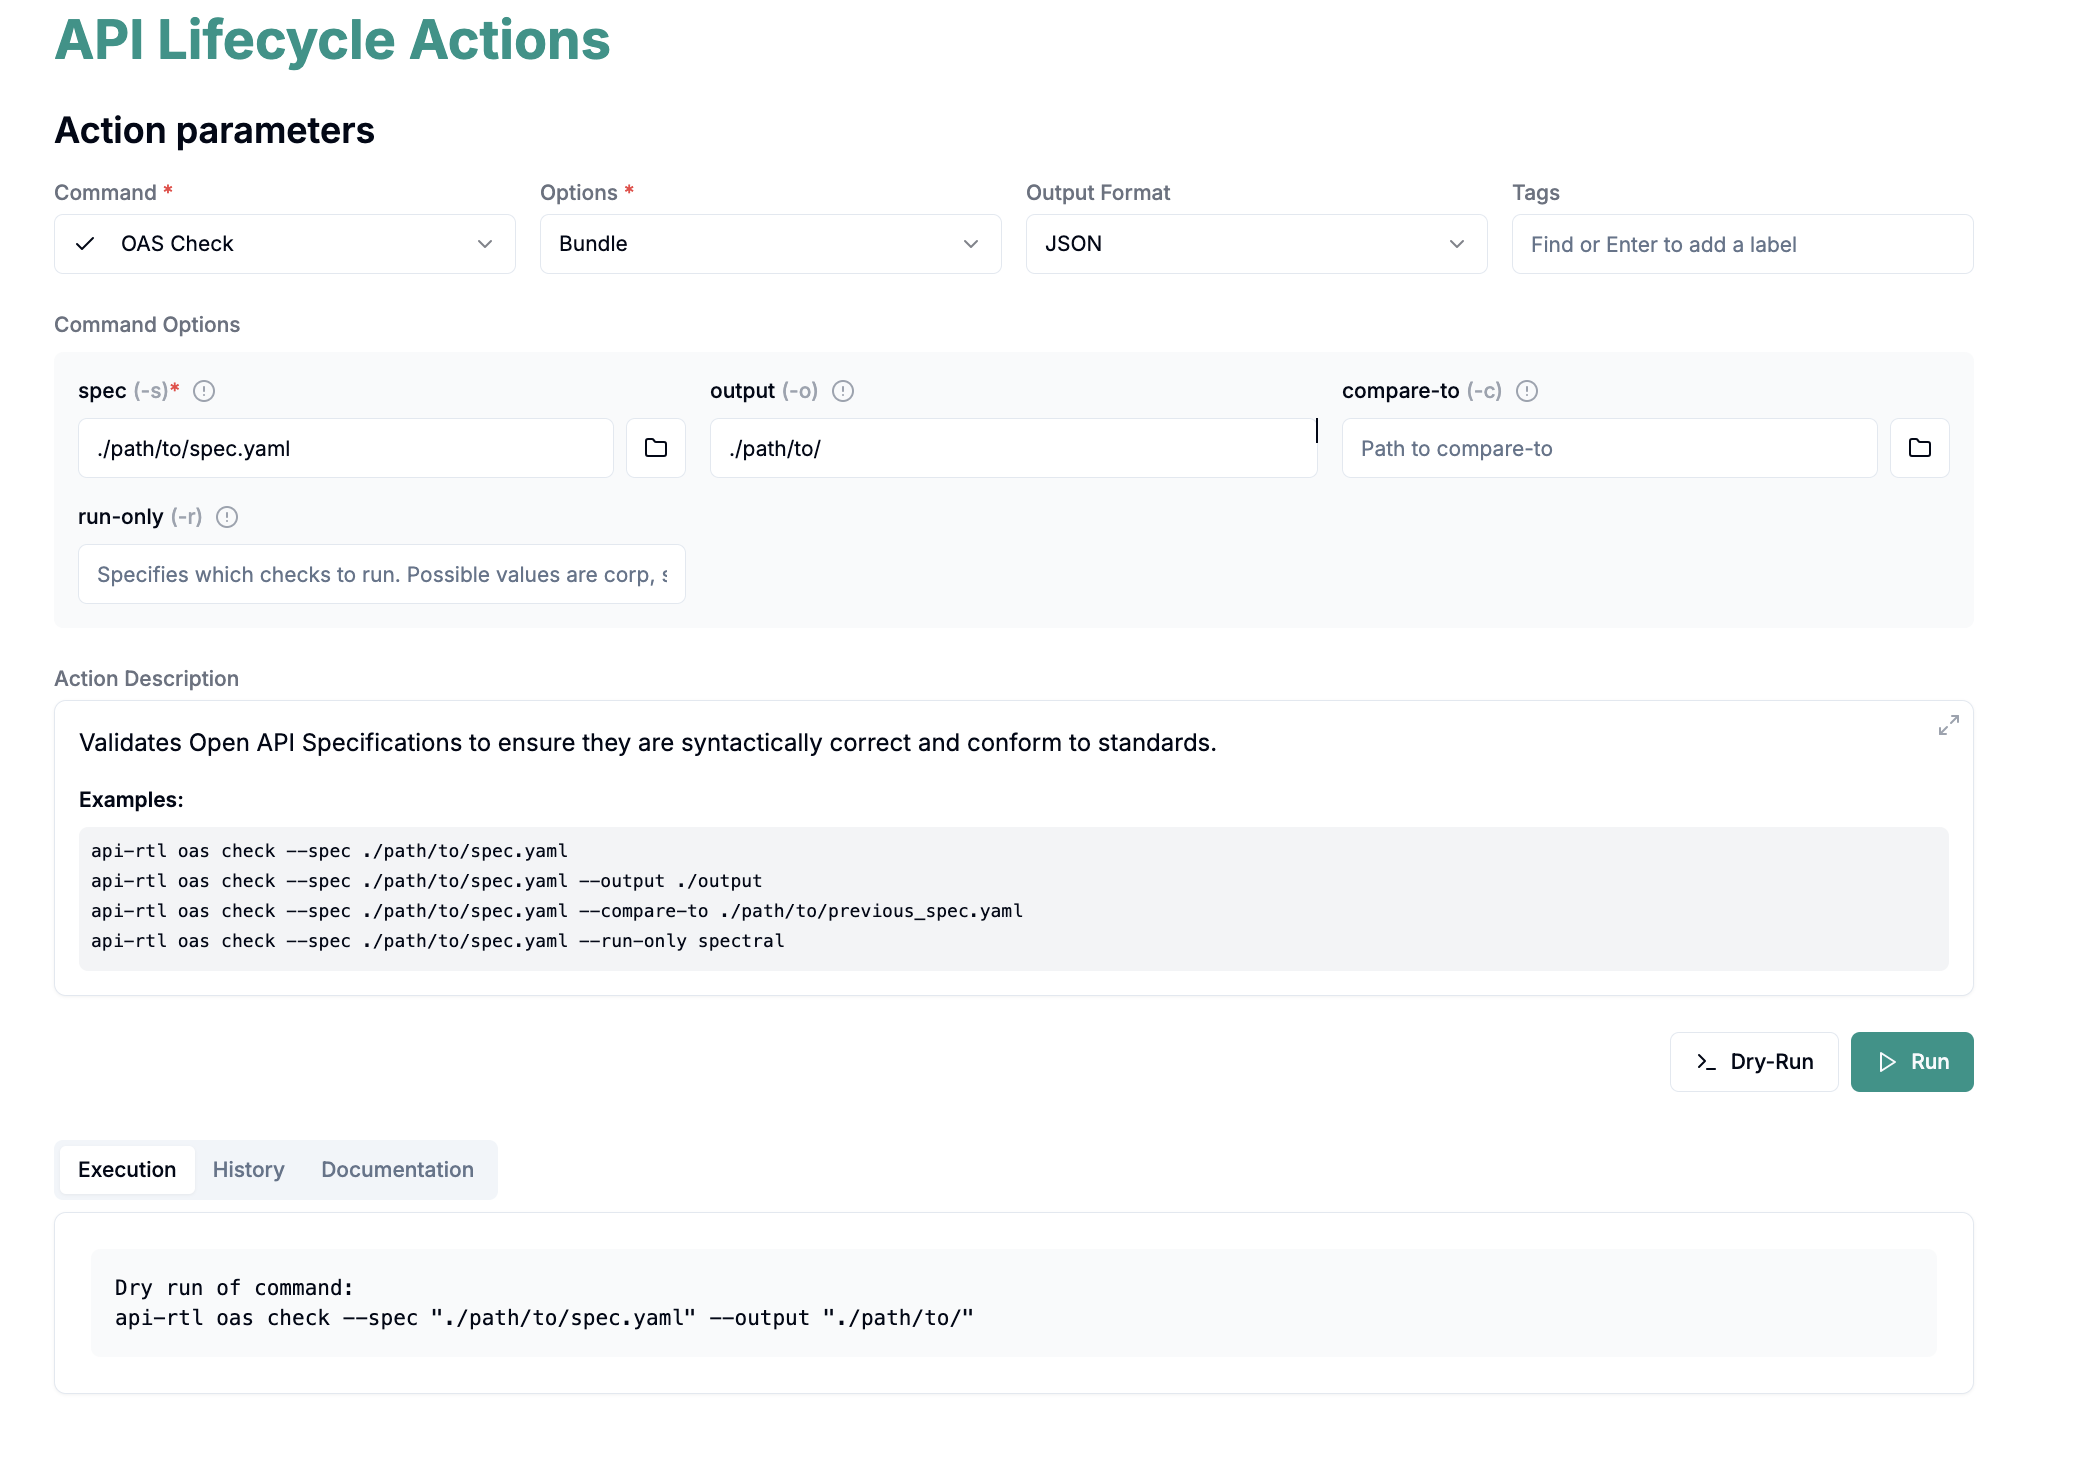 API Lifecycle Actions
Action parameters
Command *
Options *
Output Format
Tags
OAS Check
Bundle
JSON
Find or Enter to add a label
Command Options
spec (-s)*
output (-o)
compare-to (-c)
./path/to/spec.yaml
./path/to/
Path to compare-to
run-only (-r)
Specifies which checks to run. Possible values are corp,
Action Description
Validates Open API Specifications to ensure they are syntactically correct and conform to standards.
Examples:
api-rtl oas check --spec ./path/to/spec.yaml
api-rtl oas check --spec ./path/to/spec.yaml --output ./output
api-rtl oas check --spec ./path/to/spec.yaml --compare-to ./path/to/previous_spec.yaml
api-rtl oas check --spec ./path/to/spec.yaml --run-only spectral
>_ Dry-Run
Run
Execution
History
Documentation
Dry run of command:
api-rtl oas check --spec "./path/to/spec.yaml" --output "./path/to/"